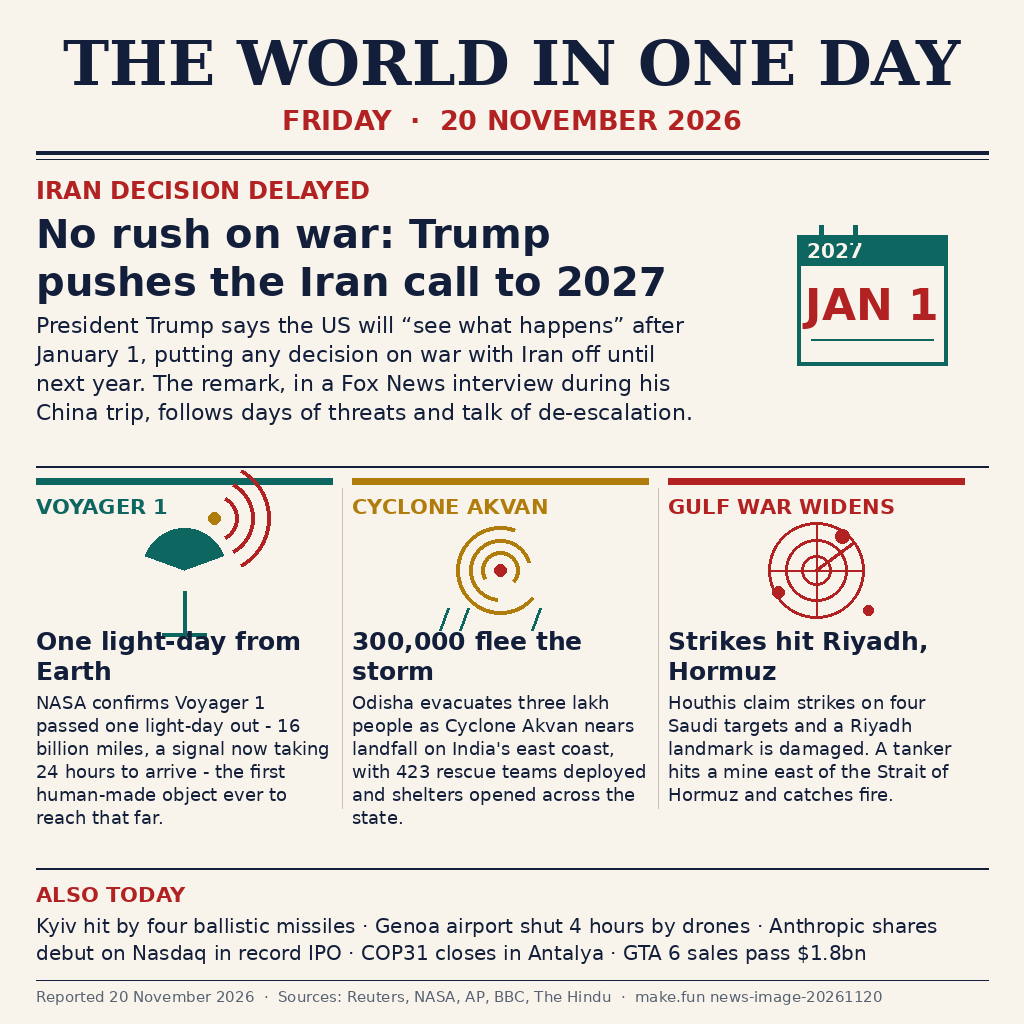 THE WORLD IN ONE DAY
FRIDAY · 20 NOVEMBER 2026
IRAN DECISION DELAYED
No rush on war: Trump
pushes the Iran call to 2027
President Trump says the US will “see what happens” after
January 1, putting any decision on war with Iran off until
next year. The remark, in a Fox News interview during his
China trip, follows days of threats and talk of de-escalation.
2027
JAN 1
VOYAGER 1
One light-day from
Earth
NASA confirms Voyager 1
passed one light-day out - 16
billion miles, a signal now taking
24 hours to arrive - the first
human-made object ever to
reach that far.
CYCLONE AKVAN
300,000 flee the
storm
Odisha evacuates three lakh
people as Cyclone Akvan nears
landfall on India's east coast,
with 423 rescue teams deployed
and shelters opened across the
state.
GULF WAR WIDENS
Strikes hit Riyadh,
Hormuz
Houthis claim strikes on four
Saudi targets and a Riyadh
landmark is damaged. A tanker
hits a mine east of the Strait of
Hormuz and catches fire.
ALSO TODAY
Kyiv hit by four ballistic missiles · Genoa airport shut 4 hours by drones · Anthropic shares
debut on Nasdaq in record IPO · COP31 closes in Antalya · GTA 6 sales pass $1.8bn
Reported 20 November 2026 · Sources: Reuters, NASA, AP, BBC, The Hindu · make.fun news-image-20261120